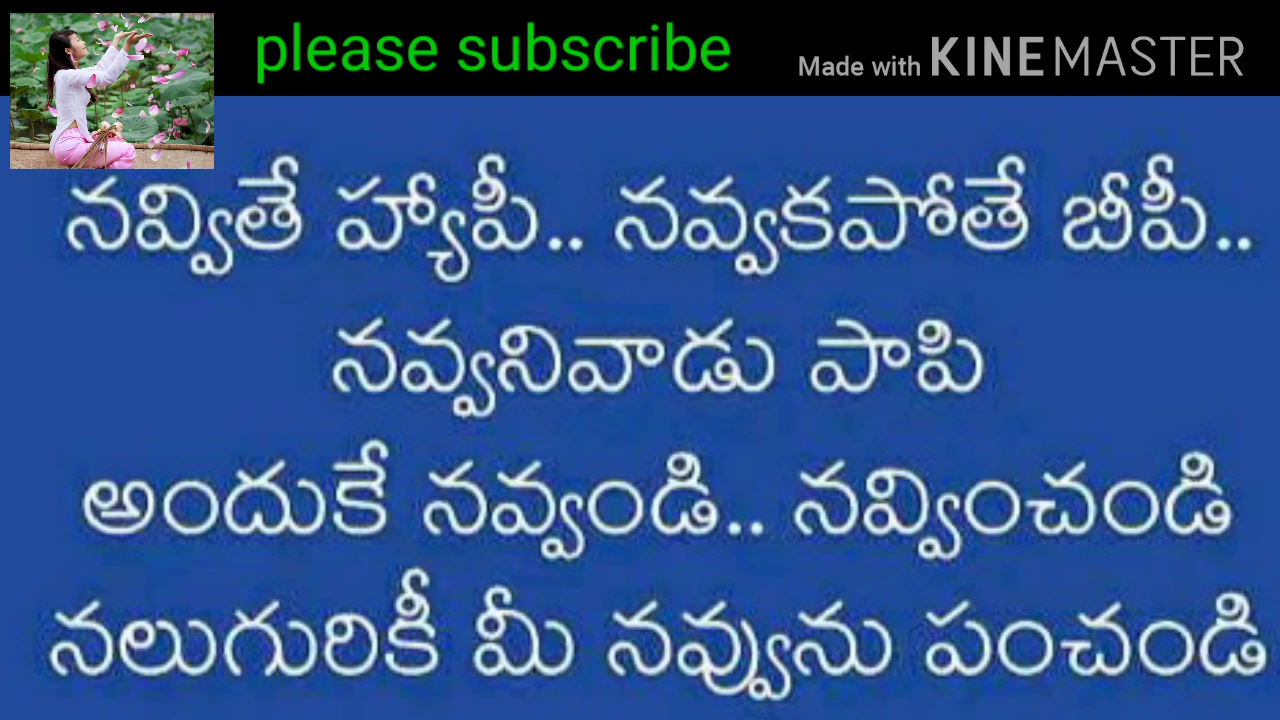 please subscribe
Made with KINEMASTER
నవ్వితే హ్యాపీ.. నవ్వకపోతే బీపీ..
నవ్వనివాడు పాపి
అందుకే నవ్వండి.. నవ్వించండి
నలుగురికీ మీ నవ్వును పంచండి